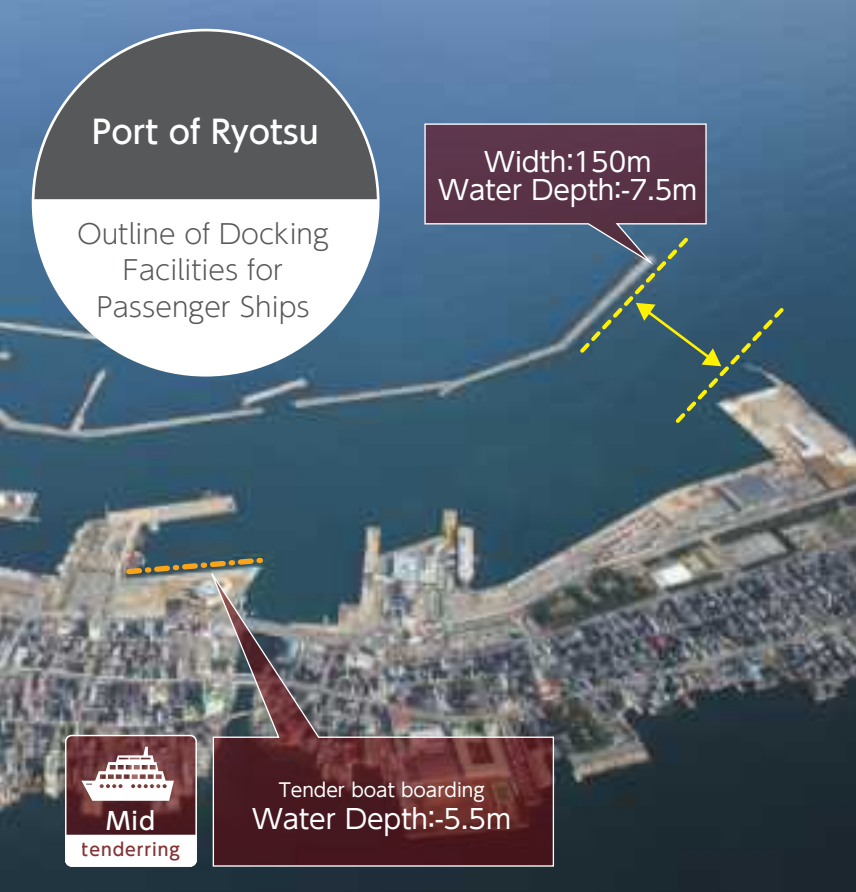 Port of Ryotsu
Outline of Docking
Facilities for
Passenger Ships
Width:150m
Water Depth:-7.5m
Tender boat boarding
Water Depth:-5.5m
Mid
tenderring